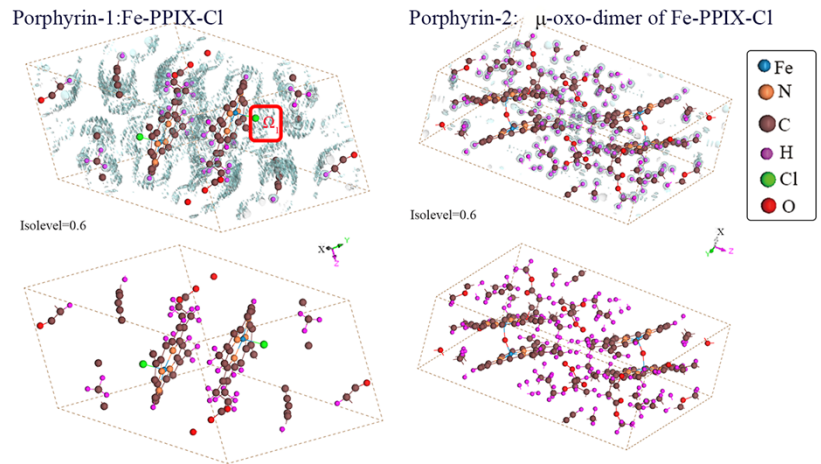 Porphyrin-1:Fe-PPIX-Cl
Porphyrin-2: μ-oxo-dimer of Fe-PPIX-Cl
Fe
N
C
H
Cl
O
Ω
Isolevel=0.6
Isolevel=0.6
X
Y
Z
X
Y
Z